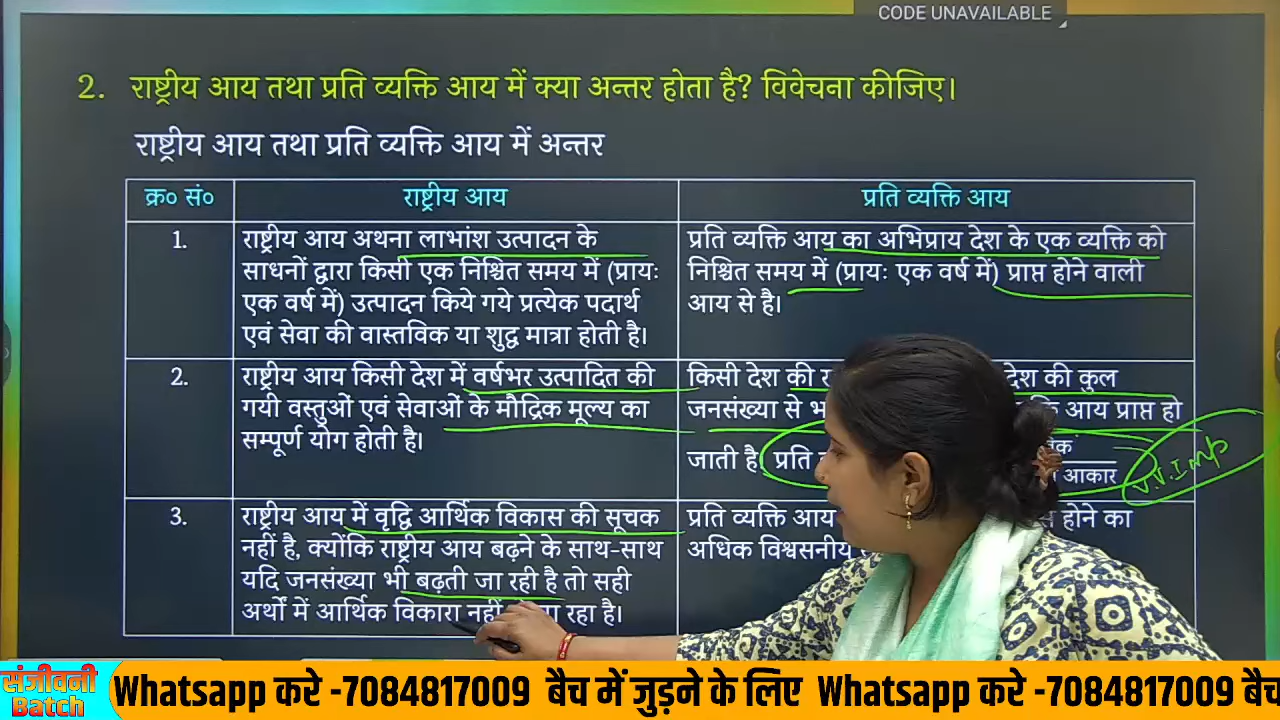 CODE UNAVAILABLE
2. राष्ट्रीय आय तथा प्रति व्यक्ति आय में क्या अन्तर होता है? विवेचना कीजिए।
राष्ट्रीय आय तथा प्रति व्यक्ति आय में अन्तर
क्र० सं० राष्ट्रीय आय प्रति व्यक्ति आय
1.
राष्ट्रीय आय अथना लाभांश उत्पादन के
साधनों द्वारा किसी एक निश्चित समय में (प्रायः
एक वर्ष में) उत्पादन किये गये प्रत्येक पदार्थ
एवं सेवा की वास्तविक या शुद्ध मात्रा होती है।
प्रति व्यक्ति आय का अभिप्राय देश के एक व्यक्ति को
निश्चित समय में (प्रायः एक वर्ष में) प्राप्त होने वाली
आय से है।
2.
राष्ट्रीय आय किसी देश में वर्षभर उत्पादित की
गयी वस्तुओं एवं सेवाओं के मौद्रिक मूल्य का
सम्पूर्ण योग होती है।
किसी देश की देश की कुल
जनसंख्या से आय प्राप्त हो
जाती है। प्रति आकार
V.V.Imp
3.
राष्ट्रीय आय में वृद्धि आर्थिक विकास की सूचक
नहीं है, क्योंकि राष्ट्रीय आय बढ़ने के साथ-साथ
यदि जनसंख्या भी बढ़ती जा रही है तो सही
अर्थों में आर्थिक विकारा नहीं रहा है।
प्रति व्यक्ति आय होने का
अधिक विश्वसनीय
संजीवनी
Batch
Whatsapp करे -7084817009 बैच में जुड़ने के लिए Whatsapp करे -7084817009 बैच